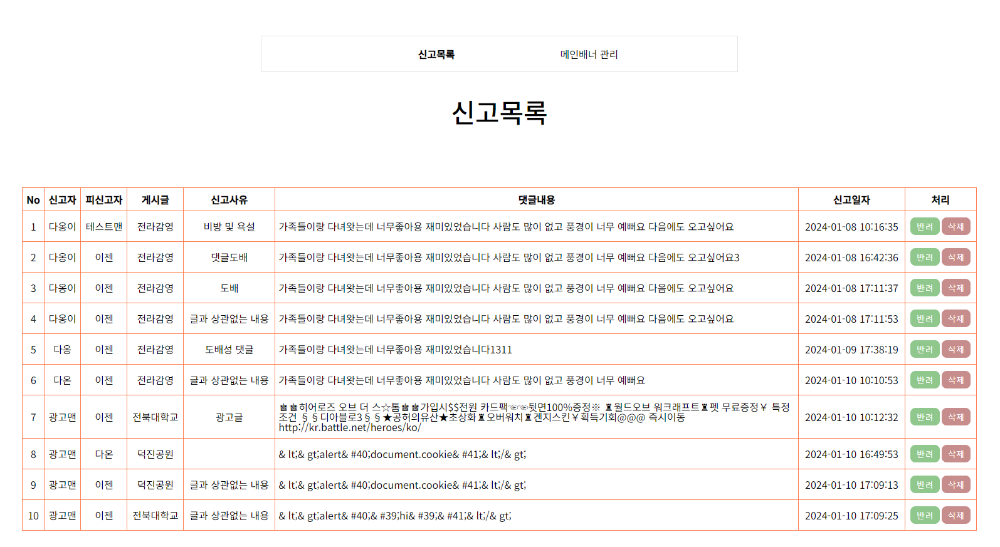 신고목록 메인배너 관리
신고목록
No 신고자 피신고자 게시글 신고사유 댓글내용 신고일자 처리
1 다옹이 테스트맨 전라감영 비방 및 욕설 가족들이랑 다녀왓는데 너무좋아용 재미있었습니다 사람도 많이 없고 풍경이 너무 예뻐요 다음에도 오고싶어요 2024-01-08 10:16:35 반려 삭제
2 다옹이 이젠 전라감영 댓글도배 가족들이랑 다녀왓는데 너무좋아용 재미있었습니다 사람도 많이 없고 풍경이 너무 예뻐요 다음에도 오고싶어요3 2024-01-08 16:42:36 반려 삭제
3 다옹이 이젠 전라감영 도배 가족들이랑 다녀왓는데 너무좋아용 재미있었습니다 사람도 많이 없고 풍경이 너무 예뻐요 다음에도 오고싶어요 2024-01-08 17:11:37 반려 삭제
4 다옹이 이젠 전라감영 글과 상관없는 내용 가족들이랑 다녀왓는데 너무좋아용 재미있었습니다 사람도 많이 없고 풍경이 너무 예뻐요 다음에도 오고싶어요 2024-01-08 17:11:53 반려 삭제
5 다옹 이젠 전라감영 도배성 댓글 가족들이랑 다녀왓는데 너무좋아용 재미있었습니다1311 2024-01-09 17:38:19 반려 삭제
6 다온 이젠 전라감영 글과 상관없는 내용 가족들이랑 다녀왓는데 너무좋아용 재미있었습니다 사람도 많이 없고 풍경이 너무 예뻐요 2024-01-10 10:10:53 반려 삭제
7 광고맨 이젠 전북대학교 광고글 ♚♚히어로즈 오브 더 스☆톰♚♚가입시$$전원 카드팩☜☜뒷면100%증정※ ♜월드오브 워크래프트♜펫 무료증정￥ 특정
조건 §§디아블로3§§★공허의유산★초상화♜오버워치♜겐지스킨￥획득기회@@@ 즉시이동
http://kr.battle.net/heroes/ko/ 2024-01-10 10:12:32 반려 삭제
8 광고맨 다온 덕진공원 & lt;& gt;alert& #40;document.cookie& #41;& lt;/& gt; 2024-01-10 16:49:53 반려 삭제
9 광고맨 이젠 덕진공원 글과 상관없는 내용 & lt;& gt;alert& #40;document.cookie& #41;& lt;/& gt; 2024-01-10 17:09:13 반려 삭제
10 광고맨 이젠 전북대학교 글과 상관없는 내용 & lt;& gt;alert& #40;& #39;hi& #39;& #41;& lt;/& gt; 2024-01-10 17:09:25 반려 삭제